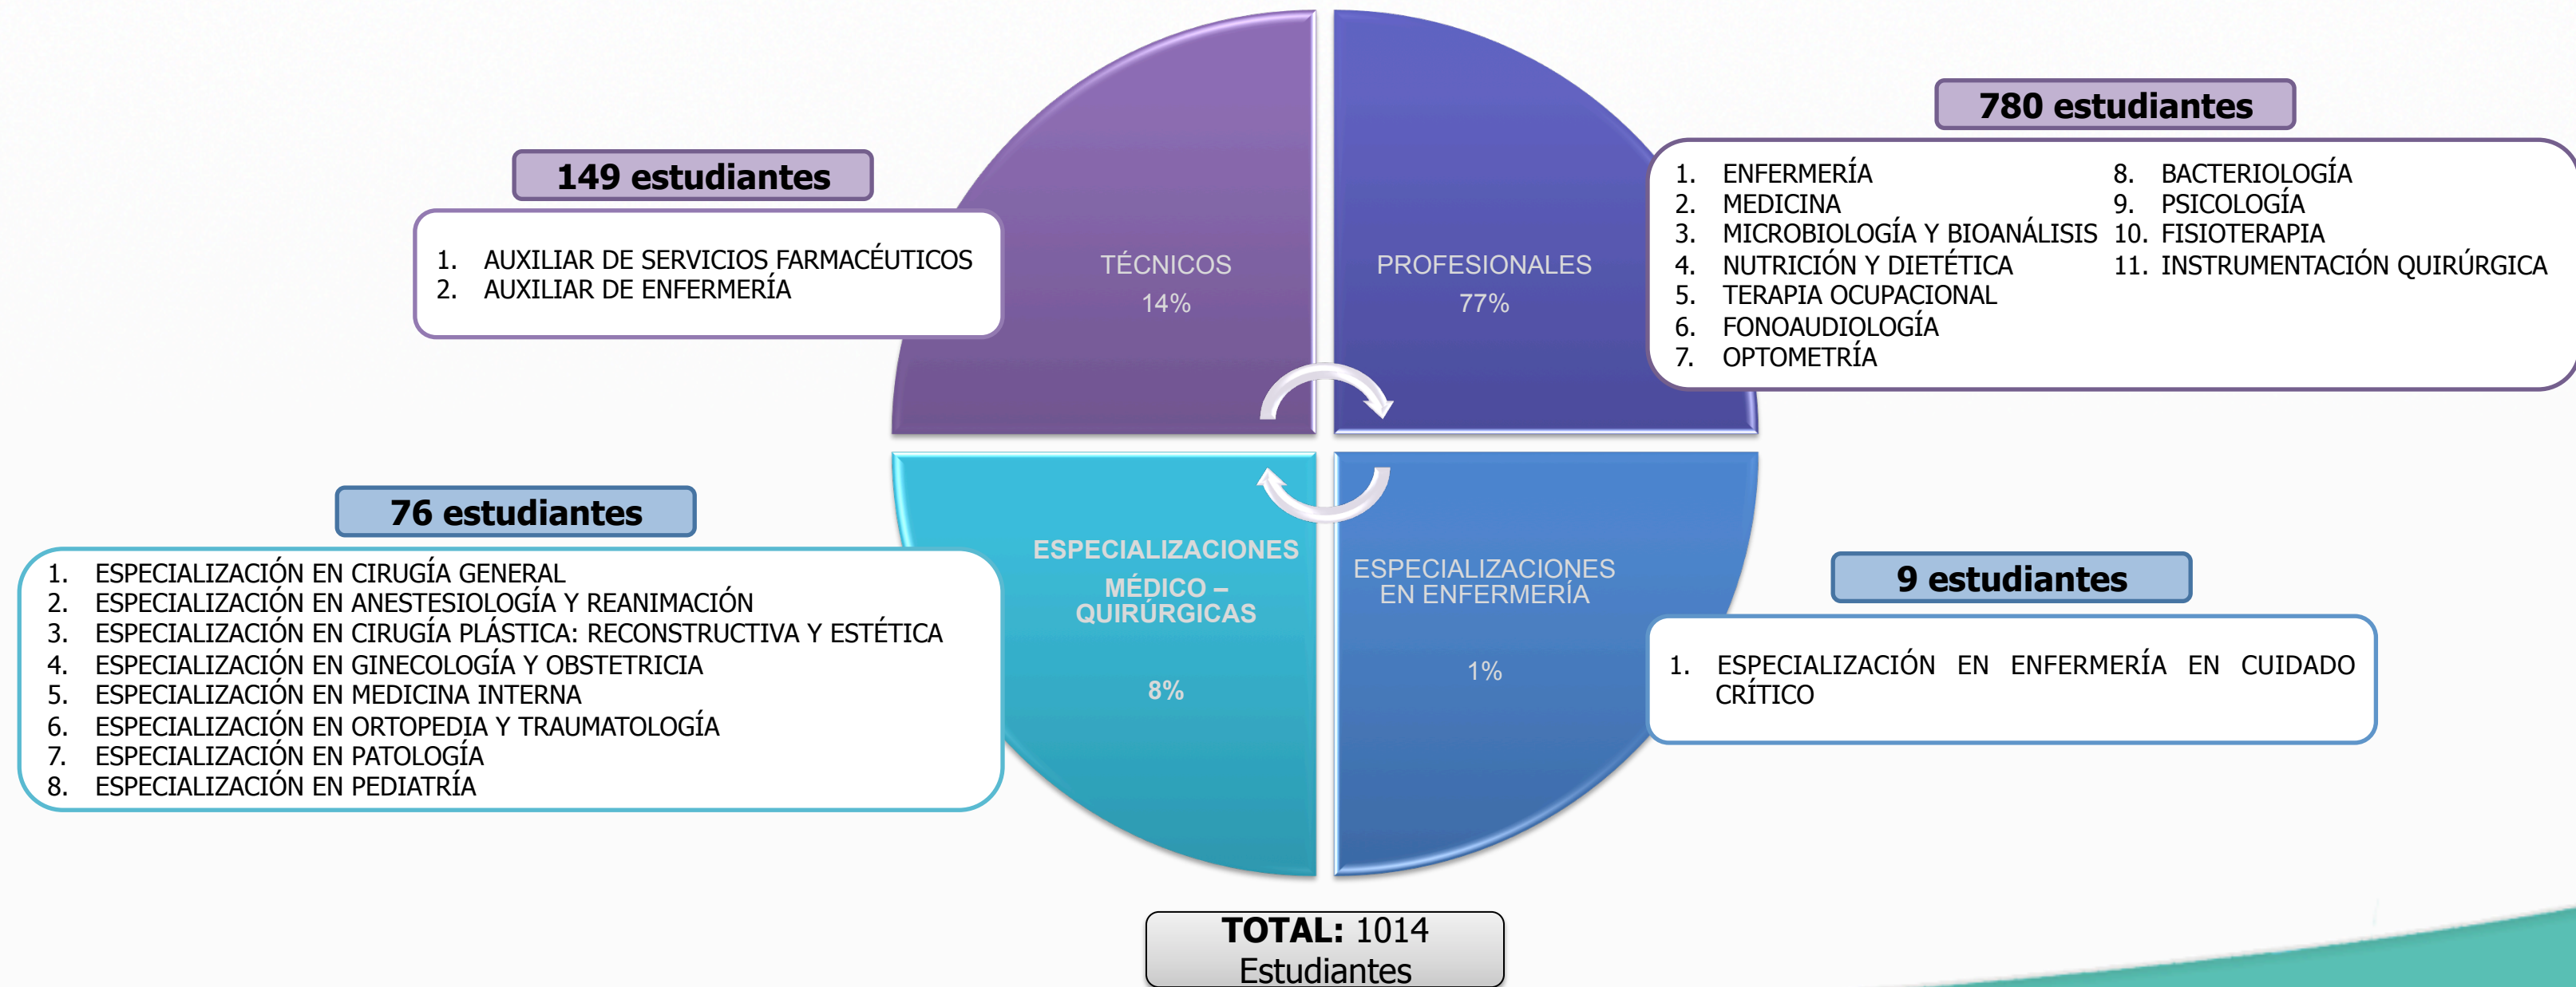 149 estudiantes
1. AUXILIAR DE SERVICIOS FARMACÉUTICOS
2. AUXILIAR DE ENFERMERÍA
TÉCNICOS
14%
PROFESIONALES
77%
780 estudiantes
1. ENFERMERÍA
2. MEDICINA
3. MICROBIOLOGÍA Y BIOANÁLISIS
4. NUTRICIÓN Y DIETÉTICA
5. TERAPIA OCUPACIONAL
6. FONOAUDIOLOGÍA
7. OPTOMETRÍA
8. BACTERIOLOGÍA
9. PSICOLOGÍA
10. FISIOTERAPIA
11. INSTRUMENTACIÓN QUIRÚRGICA
76 estudiantes
1. ESPECIALIZACIÓN EN CIRUGÍA GENERAL
2. ESPECIALIZACIÓN EN ANESTESIOLOGÍA Y REANIMACIÓN
3. ESPECIALIZACIÓN EN CIRUGÍA PLÁSTICA: RECONSTRUCTIVA Y ESTÉTICA
4. ESPECIALIZACIÓN EN GINECOLOGÍA Y OBSTETRICIA
5. ESPECIALIZACIÓN EN MEDICINA INTERNA
6. ESPECIALIZACIÓN EN ORTOPEDIA Y TRAUMATOLOGÍA
7. ESPECIALIZACIÓN EN PATOLOGÍA
8. ESPECIALIZACIÓN EN PEDIATRÍA
ESPECIALIZACIONES
MÉDICO –
QUIRÚRGICAS
8%
ESPECIALIZACIONES
EN ENFERMERÍA
1%
9 estudiantes
1. ESPECIALIZACIÓN EN ENFERMERÍA EN CUIDADO
CRÍTICO
TOTAL: 1014
Estudiantes